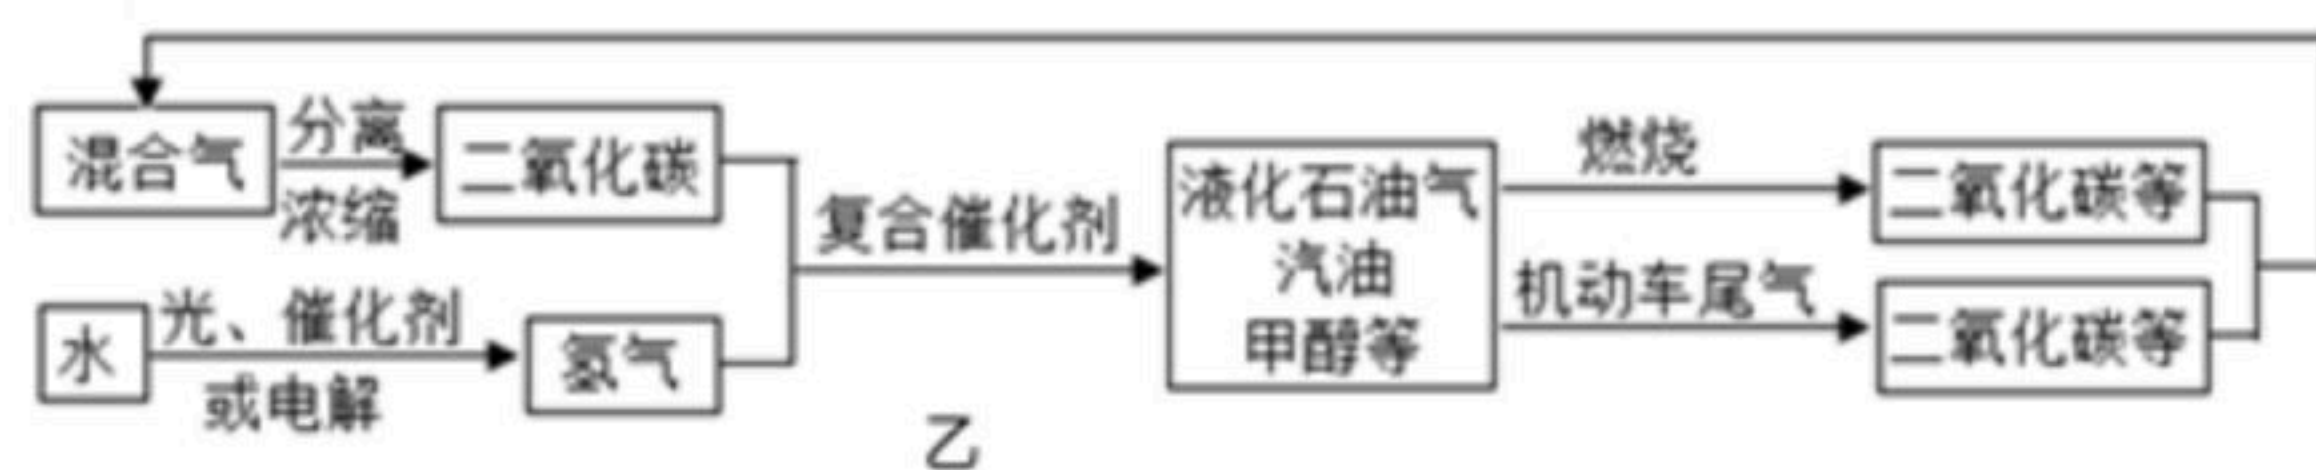 混合气
分离
浓缩
二氧化碳
水
光、催化剂
或电解
氢气
复合催化剂
液化石油气
汽油
甲醇等
燃烧
机动车尾气
二氧化碳等
二氧化碳等
乙